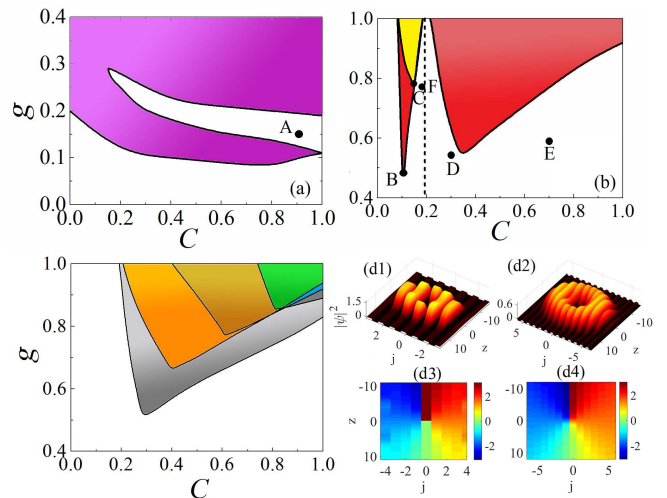 0.4
0.3
0.2
0.1
0.0
g
A
(a)
0.0 0.2 0.4 0.6 0.8 1.0
C
1.0
0.8
0.6
0.4
B
C
F
D
E
(b)
0.0 0.2 0.4 0.6 0.8 1.0
C
1.0
0.8
0.6
0.4
g
0.0 0.2 0.4 0.6 0.8 1.0
C
(d1)
|ψ|²
1.5
0
2 0 -2
j
10 0 -10
z
(d2)
0.6
0
5 0 -5
j
10 0 -10
z
(d3)
-10
0
10
z
-4 -2 0 2 4
j
2
0
-2
(d4)
-10
0
10
-5 0 5
j
2
0
-2